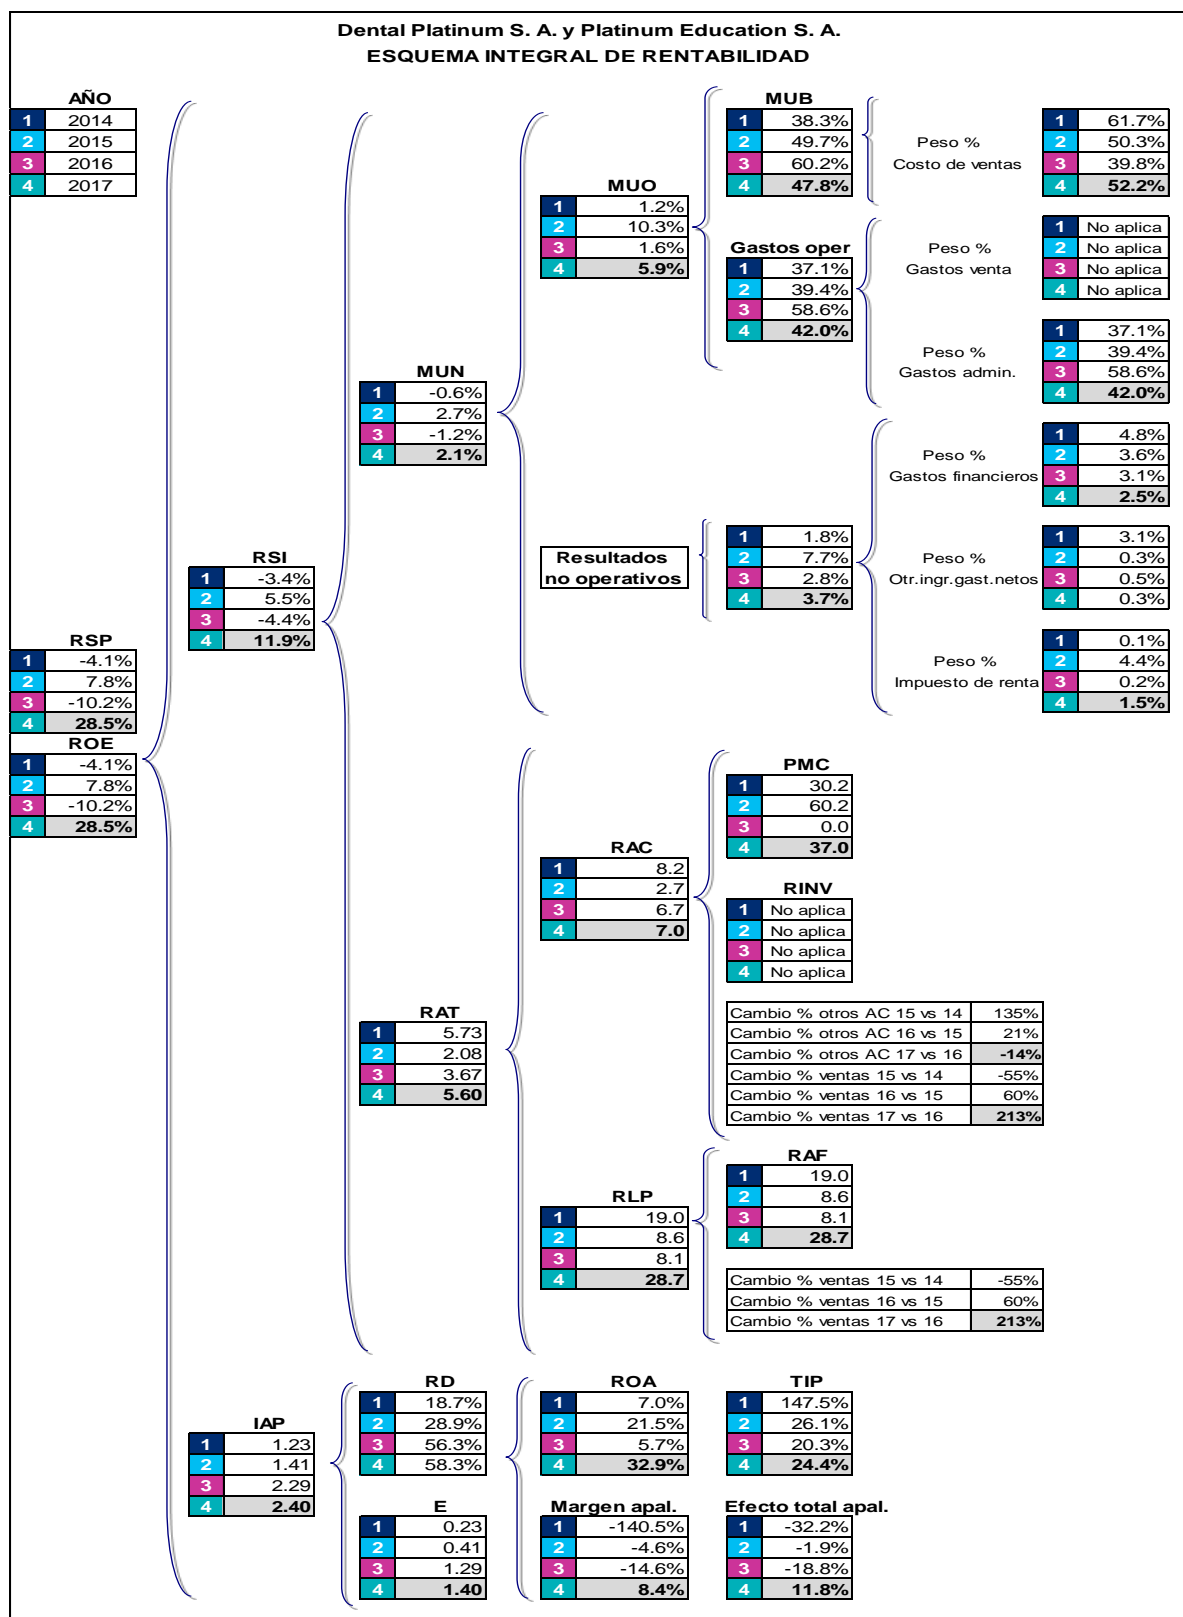 Dental Platinum S. A. y Platinum Education S. A.
ESQUEMA INTEGRAL DE RENTABILIDAD
AÑO
1 2014
2 2015
3 2016
4 2017
RSP
1 -4.1%
2 7.8%
3 -10.2%
4 28.5%
ROE
1 -4.1%
2 7.8%
3 -10.2%
4 28.5%
RSI
1 -3.4%
2 5.5%
3 -4.4%
4 11.9%
MUN
1 -0.6%
2 2.7%
3 -1.2%
4 2.1%
MUO
1 1.2%
2 10.3%
3 1.6%
4 5.9%
MUB
1 38.3%
2 49.7%
3 60.2%
4 47.8%
Peso %
Costo de ventas
1 61.7%
2 50.3%
3 39.8%
4 52.2%
Gastos oper
1 37.1%
2 39.4%
3 58.6%
4 42.0%
Peso %
Gastos venta
1 No aplica
2 No aplica
3 No aplica
4 No aplica
Peso %
Gastos admin.
1 37.1%
2 39.4%
3 58.6%
4 42.0%
Resultados
no operativos
1 1.8%
2 7.7%
3 2.8%
4 3.7%
Peso %
Gastos financieros
1 4.8%
2 3.6%
3 3.1%
4 2.5%
Peso %
Otr.ingr.gast.netos
1 3.1%
2 0.3%
3 0.5%
4 0.3%
Peso %
Impuesto de renta
1 0.1%
2 4.4%
3 0.2%
4 1.5%
RAT
1 5.73
2 2.08
3 3.67
4 5.60
RAC
1 8.2
2 2.7
3 6.7
4 7.0
PMC
1 30.2
2 60.2
3 0.0
4 37.0
RINV
1 No aplica
2 No aplica
3 No aplica
4 No aplica
Cambio % otros AC 15 vs 14 135%
Cambio % otros AC 16 vs 15 21%
Cambio % otros AC 17 vs 16 -14%
Cambio % ventas 15 vs 14 -55%
Cambio % ventas 16 vs 15 60%
Cambio % ventas 17 vs 16 213%
RLP
1 19.0
2 8.6
3 8.1
4 28.7
RAF
1 19.0
2 8.6
3 8.1
4 28.7
Cambio % ventas 15 vs 14 -55%
Cambio % ventas 16 vs 15 60%
Cambio % ventas 17 vs 16 213%
IAP
1 1.23
2 1.41
3 2.29
4 2.40
RD
1 18.7%
2 28.9%
3 56.3%
4 58.3%
E
1 0.23
2 0.41
3 1.29
4 1.40
ROA
1 7.0%
2 21.5%
3 5.7%
4 32.9%
TIP
1 147.5%
2 26.1%
3 20.3%
4 24.4%
Margen apal.
1 -140.5%
2 -4.6%
3 -14.6%
4 8.4%
Efecto total apal.
1 -32.2%
2 -1.9%
3 -18.8%
4 11.8%